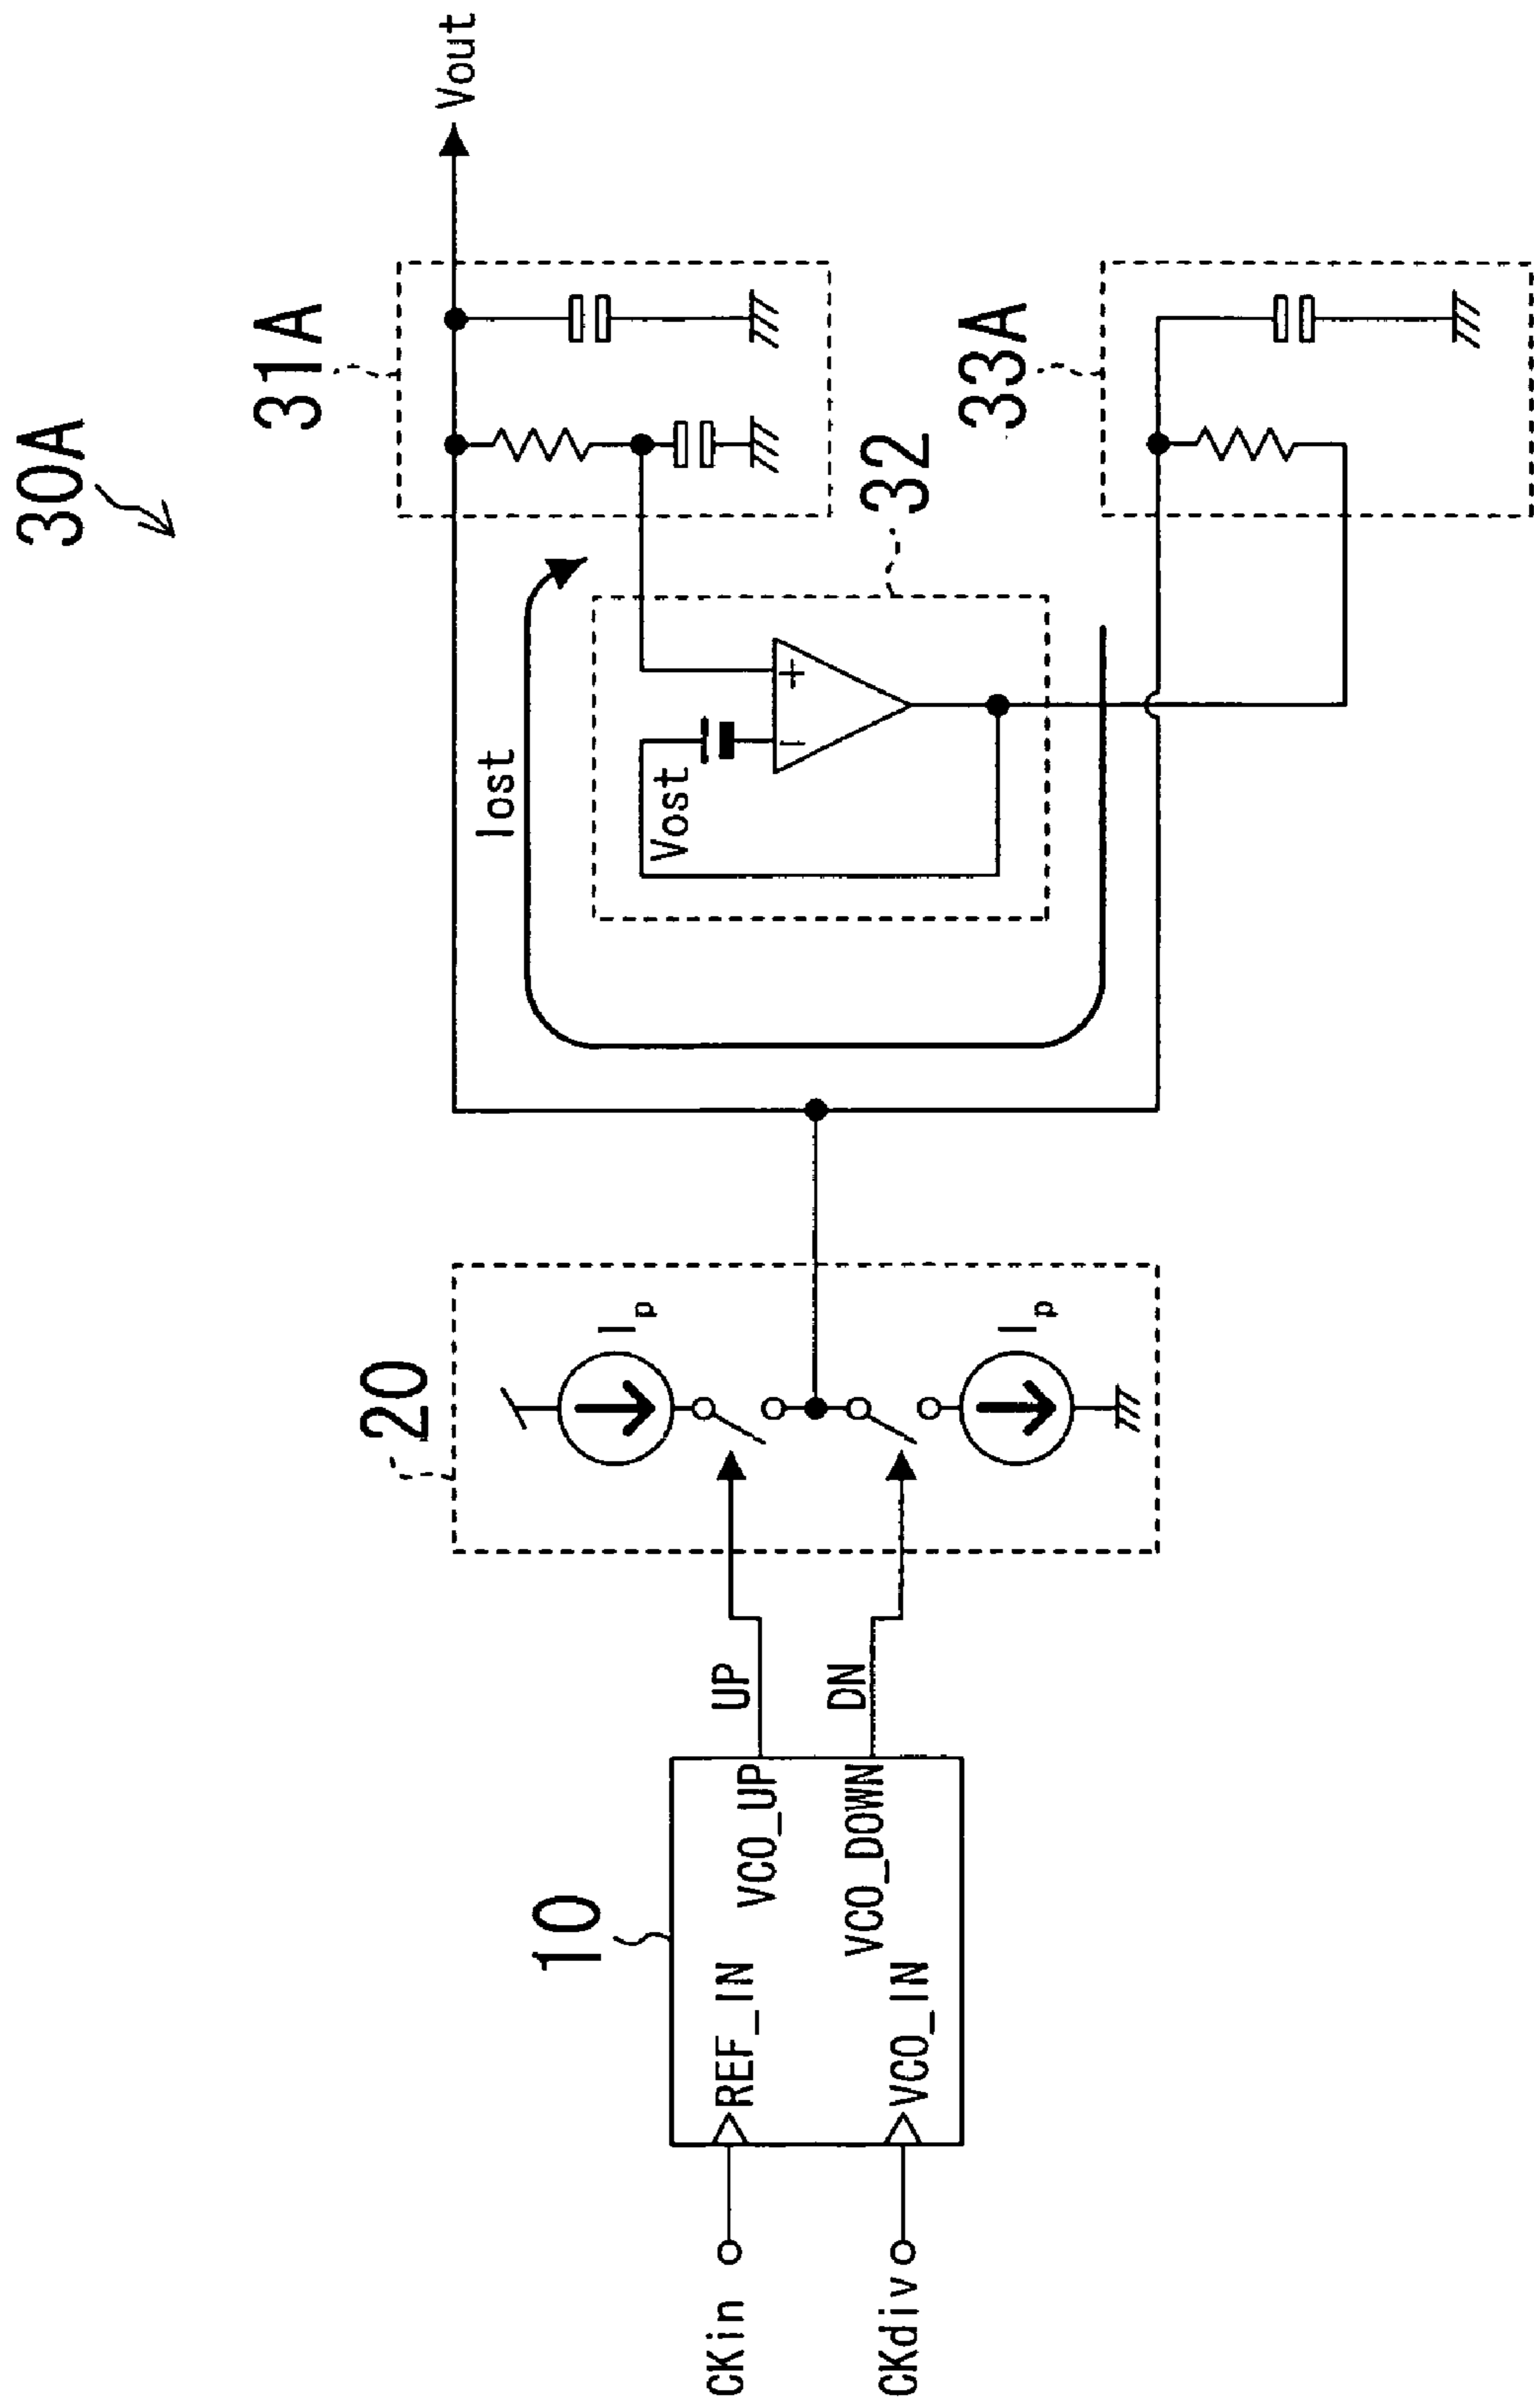 30A
31A
Vout
Iost
Vost
+
−
32
33A
20
Ip
Ip
UP
DN
10
REF_IN
VCO_UP
VCO_DOWN
VCO_IN
CKin
CKdiv